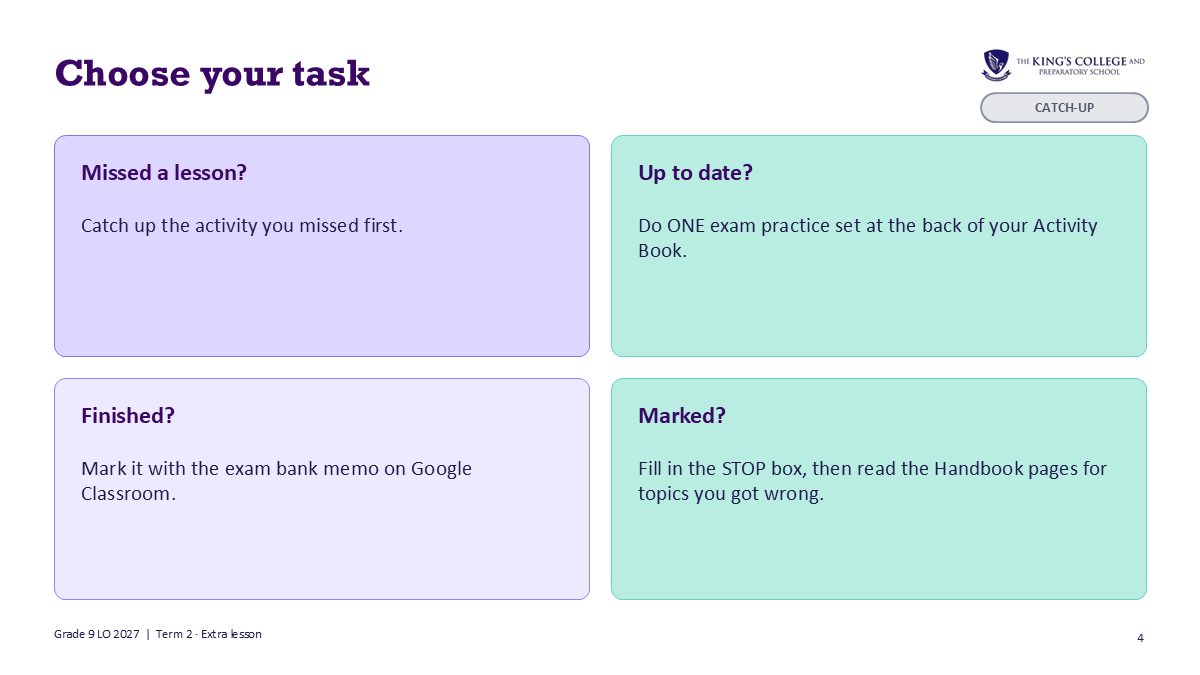 Choose your task
THE KING'S COLLEGE AND
PREPARATORY SCHOOL
CATCH-UP
Missed a lesson?
Catch up the activity you missed first.
Up to date?
Do ONE exam practice set at the back of your Activity
Book.
Finished?
Mark it with the exam bank memo on Google
Classroom.
Marked?
Fill in the STOP box, then read the Handbook pages for
topics you got wrong.
Grade 9 LO 2027 | Term 2 · Extra lesson
4